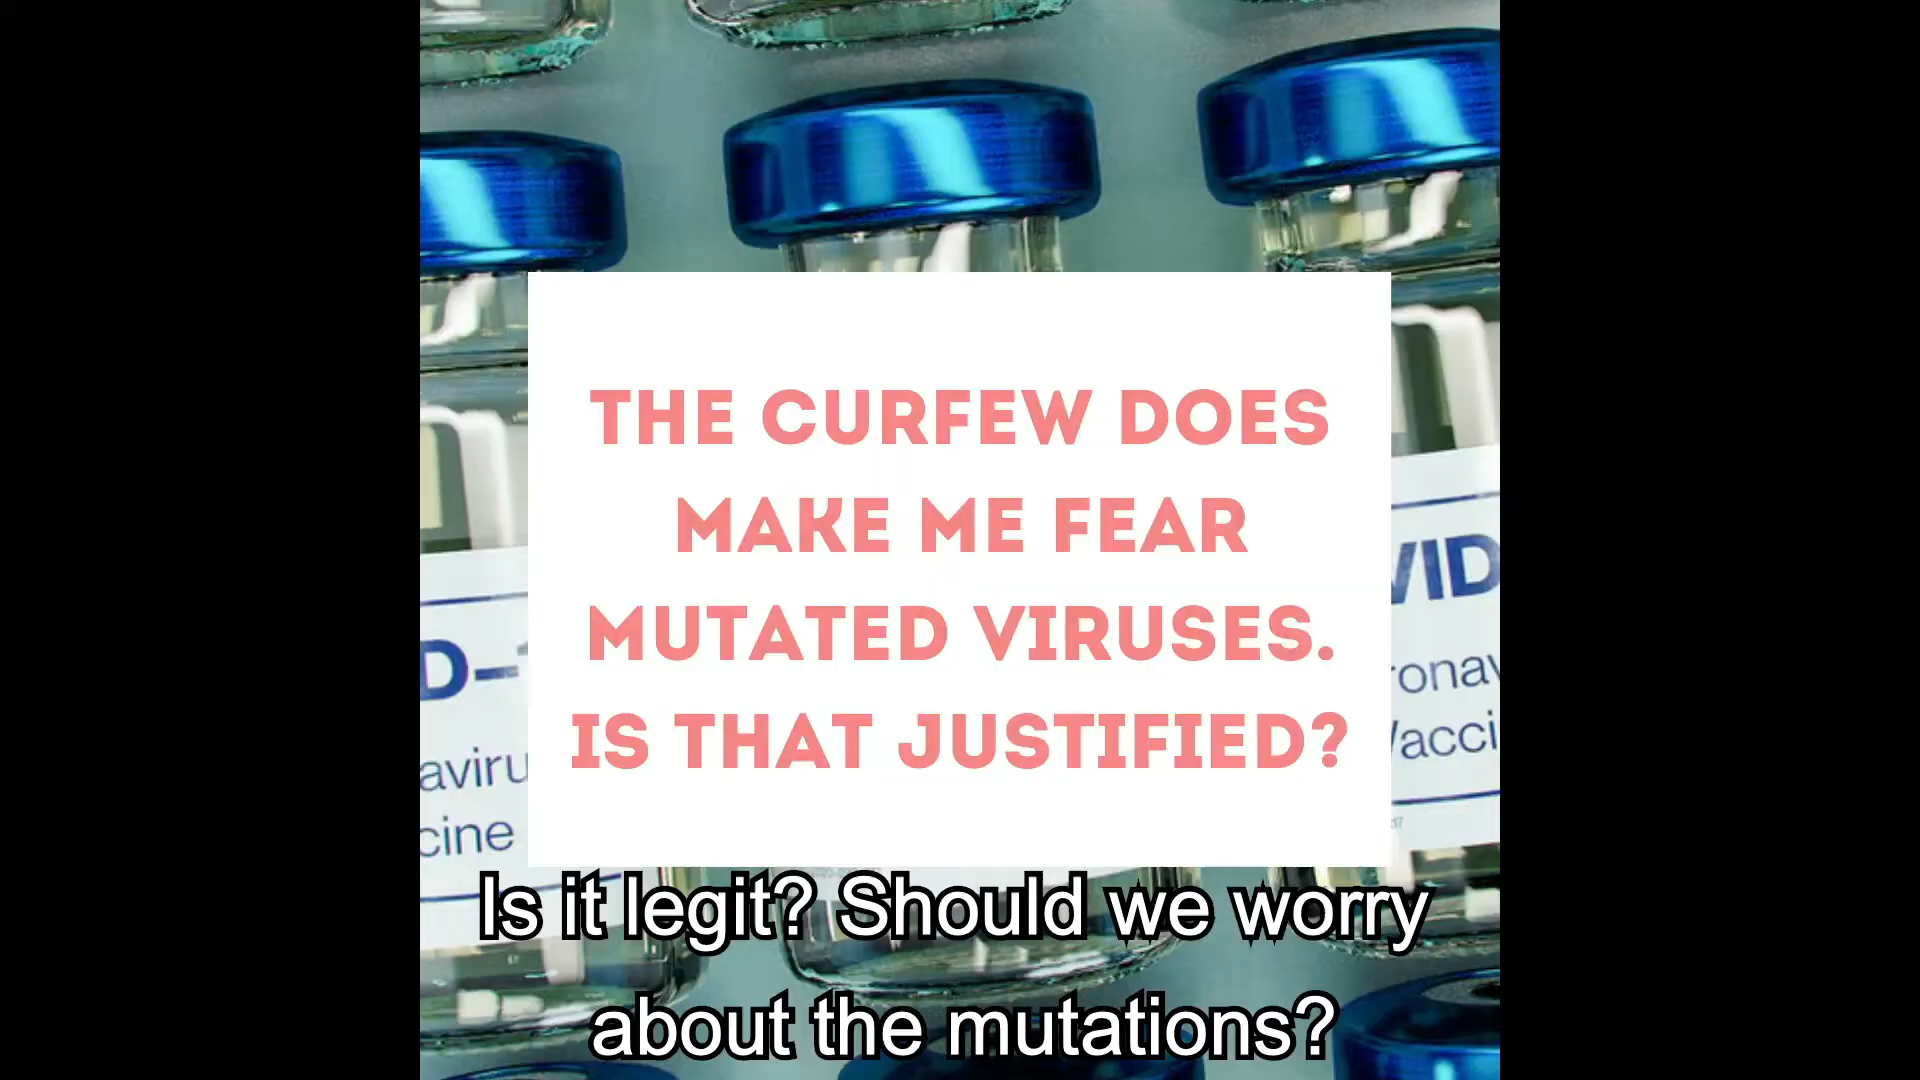 THE CURFEW DOES
MAKE ME FEAR
MUTATED VIRUSES.
IS THAT JUSTIFIED?
Is it legit? Should we worry
about the mutations?